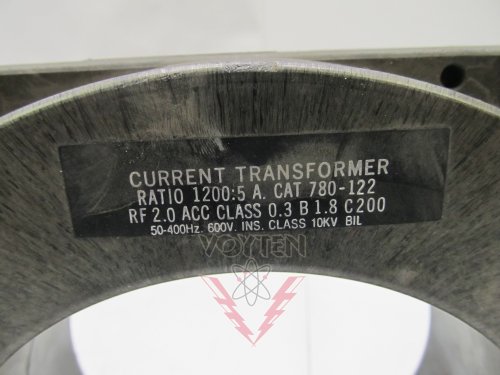 CURRENT TRANSFORMER
RATIO 1200:5 A. CAT 780-122
RF 2.0 ACC CLASS 0.3 B 1.8 C200
50-400Hz. 600V. INS. CLASS 10KV BIL
VOYTEN